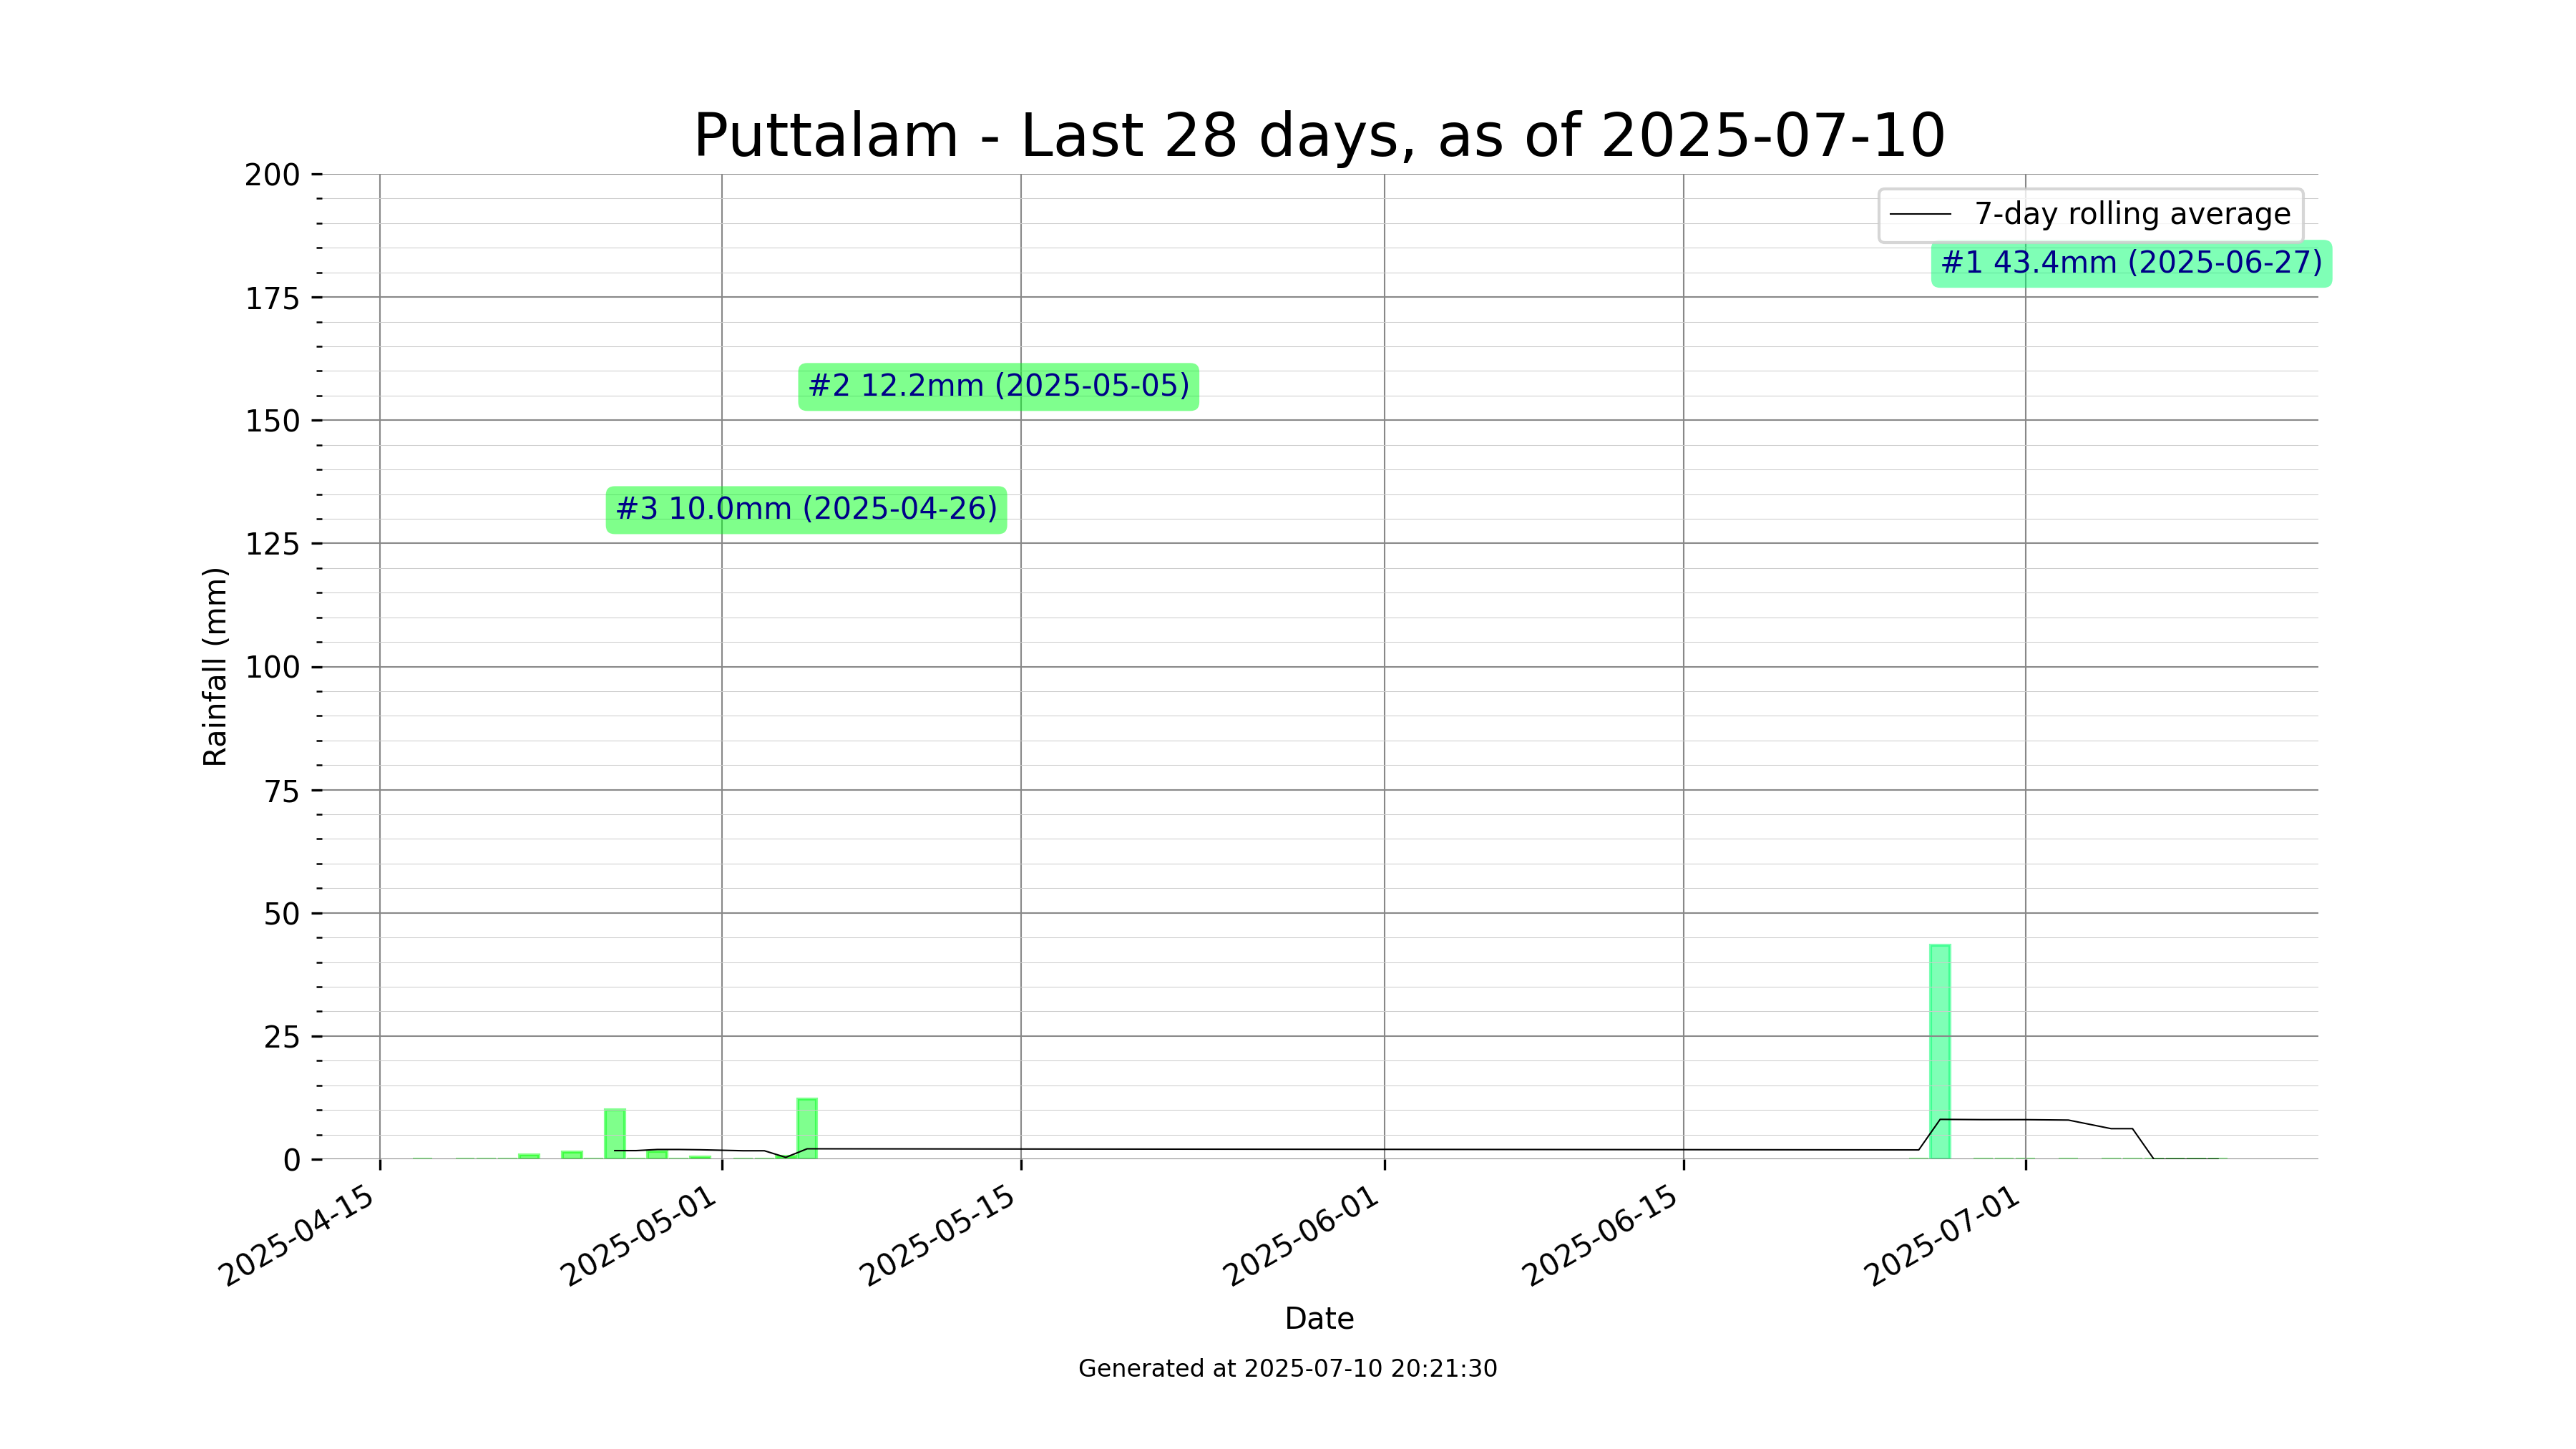 Puttalam - Last 28 days, as of 2025-07-10
200
7-day rolling average
#1 43.4mm (2025-06-27)
175
#2 12.2mm (2025-05-05)
150
#3 10.0mm (2025-04-26)
125
Rainfall (mm)
100
75
50
25
0
2025-04-15
2025-05-01
2025-05-15
2025-06-01
2025-06-15
2025-07-01
Date
Generated at 2025-07-10 20:21:30